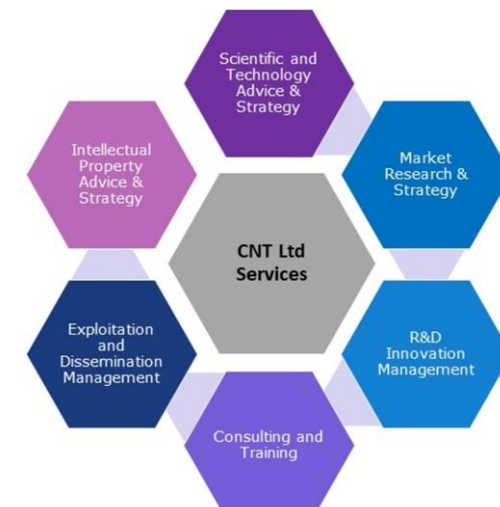 Scientific and
Technology
Advice &
Strategy
Market
Research &
Strategy
R&D
Innovation
Management
Consulting and
Training
Exploitation
and
Dissemination
Management
Intellectual
Property
Advice &
Strategy
CNT Ltd
Services